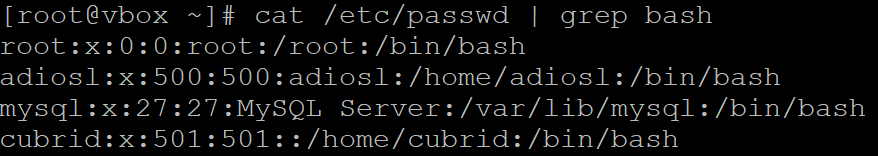 [root@vbox ~]# cat /etc/passwd | grep bash
root:x:0:0:root:/root:/bin/bash
adiosl:x:500:500:adiosl:/home/adiosl:/bin/bash
mysql:x:27:27:MySQL Server:/var/lib/mysql:/bin/bash
cubrid:x:501:501::/home/cubrid:/bin/bash